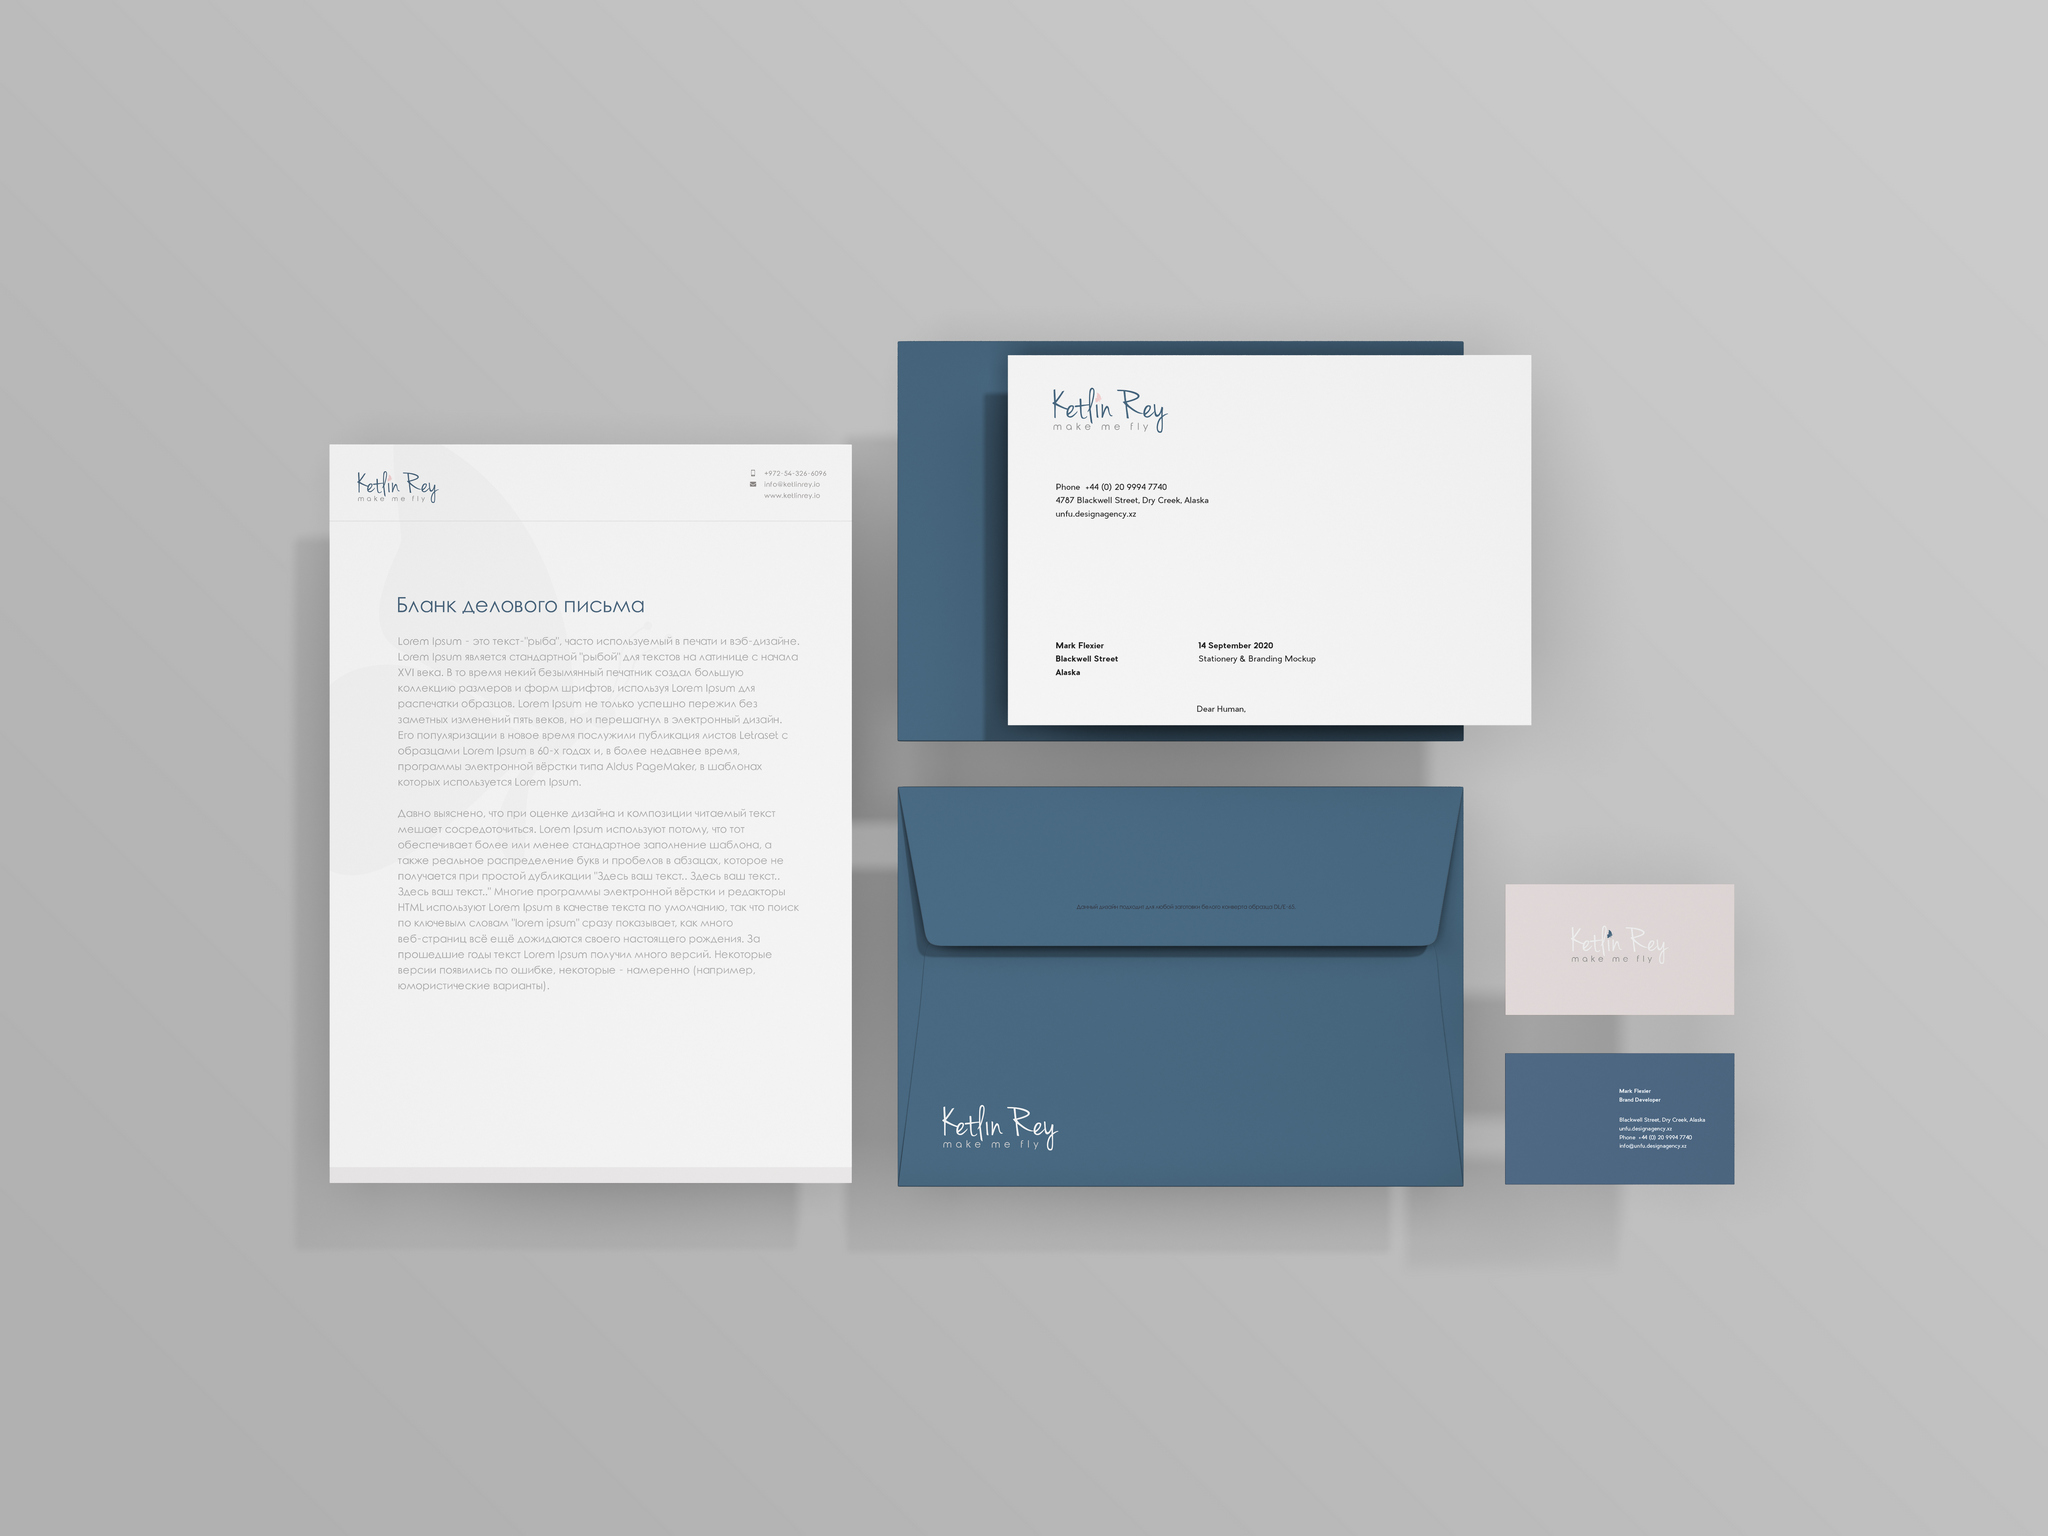 Ketlin Rey
make me fly
+972-54-326-6096
info@ketlinrey.io
www.ketlinrey.io
Бланк делового письма
Lorem Ipsum - это текст-"рыба", часто используемый в печати и вэб-дизайне.
Lorem Ipsum является стандартной "рыбой" для текстов на латинице с начала
XVI века. В то время некий безымянный печатник создал большую
коллекцию размеров и форм шрифтов, используя Lorem Ipsum для
распечатки образцов. Lorem Ipsum не только успешно пережил без
заметных изменений пять веков, но и перешагнул в электронный дизайн.
Его популяризации в новое время послужили публикация листов Letraset с
образцами Lorem Ipsum в 60-х годах и, в более недавнее время,
программы электронной вёрстки типа Aldus PageMaker, в шаблонах
которых используется Lorem Ipsum.
Давно выяснено, что при оценке дизайна и композиции читаемый текст
мешает сосредоточиться. Lorem Ipsum используют потому, что тот
обеспечивает более или менее стандартное заполнение шаблона, а
также реальное распределение букв и пробелов в абзацах, которое не
получается при простой дубликации "Здесь ваш текст.. Здесь ваш текст..
Здесь ваш текст.." Многие программы электронной вёрстки и редакторы
HTML используют Lorem Ipsum в качестве текста по умолчанию, так что поиск
по ключевым словам "lorem ipsum" сразу показывает, как много
веб-страниц всё ещё дожидаются своего настоящего рождения. За
прошедшие годы текст Lorem Ipsum получил много версий. Некоторые
версии появились по ошибке, некоторые - намеренно (например,
юмористические варианты).
Ketlin Rey
make me fly
Phone +44 (0) 20 9994 7740
4787 Blackwell Street, Dry Creek, Alaska
unfu.designagency.xz
Mark Flexier
Blackwell Street
Alaska
14 September 2020
Stationery & Branding Mockup
Dear Human,
Данный дизайн подходит для любой заготовки белого конверта образца
Ketlin Rey
make me fly
Ketlin Rey
make me fly
Mark Flexier
Brand Developer
Blackwell Street, Dry Creek, Alaska
unfu.designagency.xz
Phone +44 (0) 20 9994 7740
info@unfu.designagency.xz